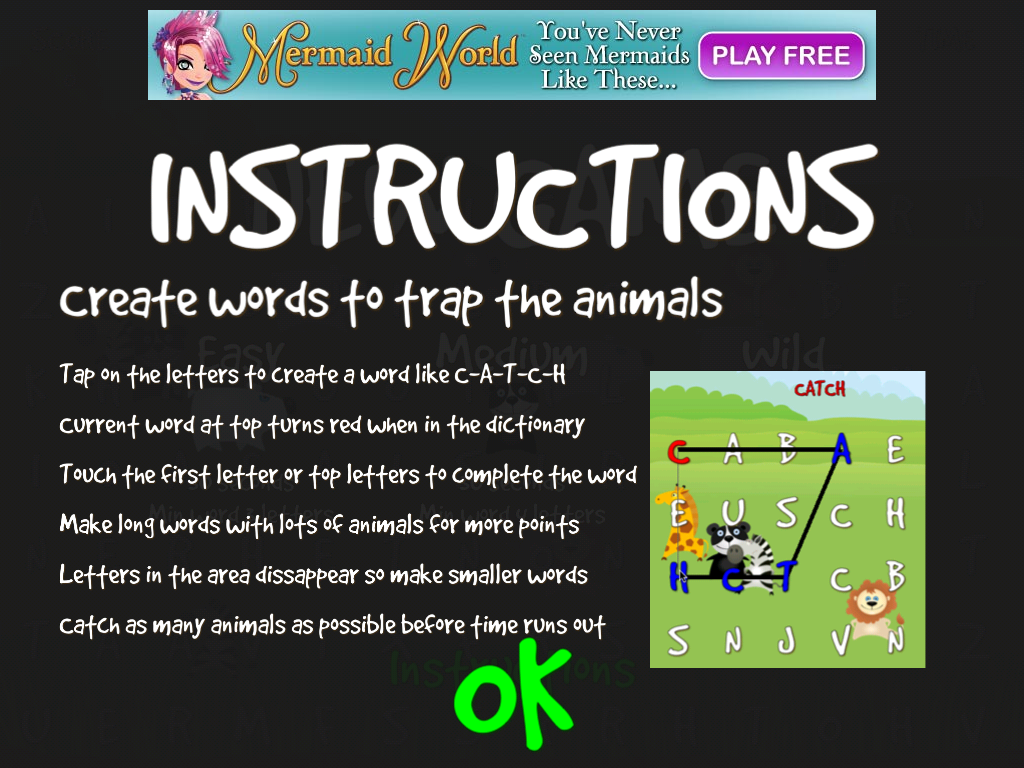 Mermaid World
You've Never
Seen Mermaids
Like These...
PLAY FREE
INSTRUCTIONS
Create words to trap the animals
Easy Medium Wild
Tap on the letters to create a word like C-A-T-C-H
Current word at top turns red when in the dictionary
Touch the first letter or top letters to complete the word
Make long words with lots of animals for more points
Letters in the area dissappear so make smaller words
Catch as many animals as possible before time runs out
CATCH
C A B A E
E U S C H
H C T C B
S N J V N
Instructions
OK